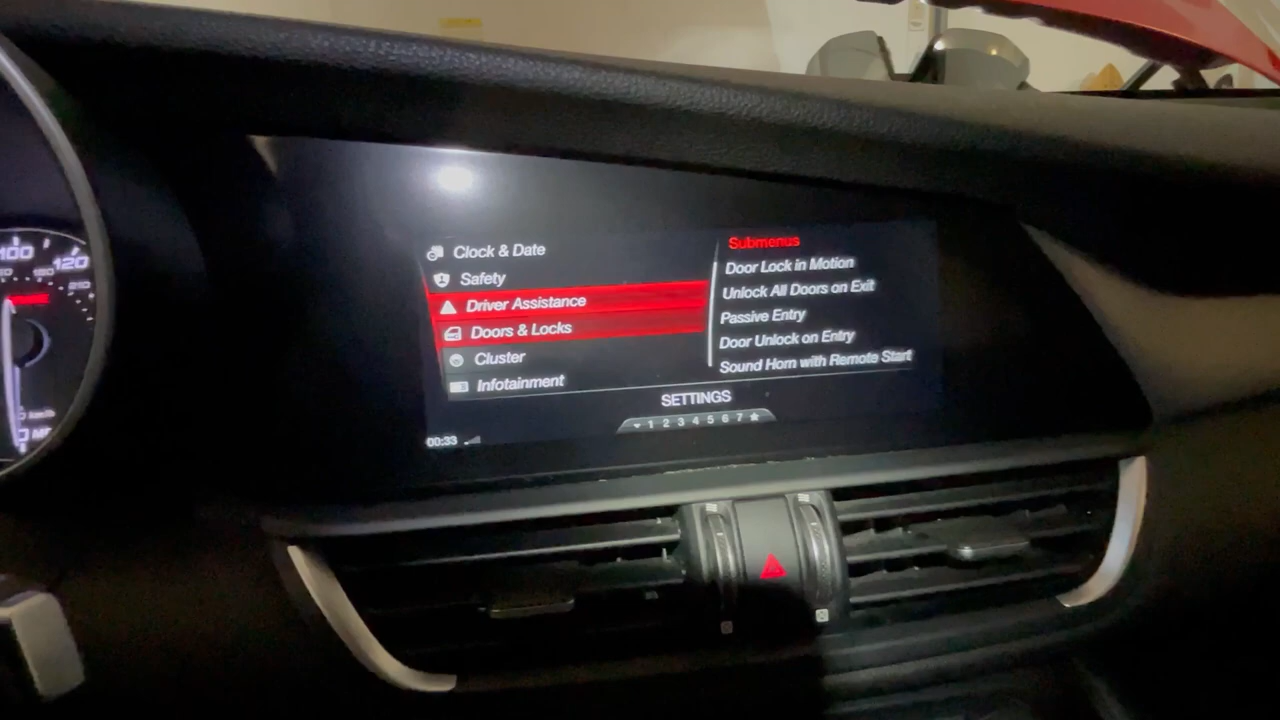 Clock & Date
Safety
Driver Assistance
Doors & Locks
Cluster
Infotainment
Submenus
Door Lock in Motion
Unlock All Doors on Exit
Passive Entry
Door Unlock on Entry
Sound Horn with Remote Start
SETTINGS
1 2 3 4 5 6 7
00:33
100
120
210
km/h